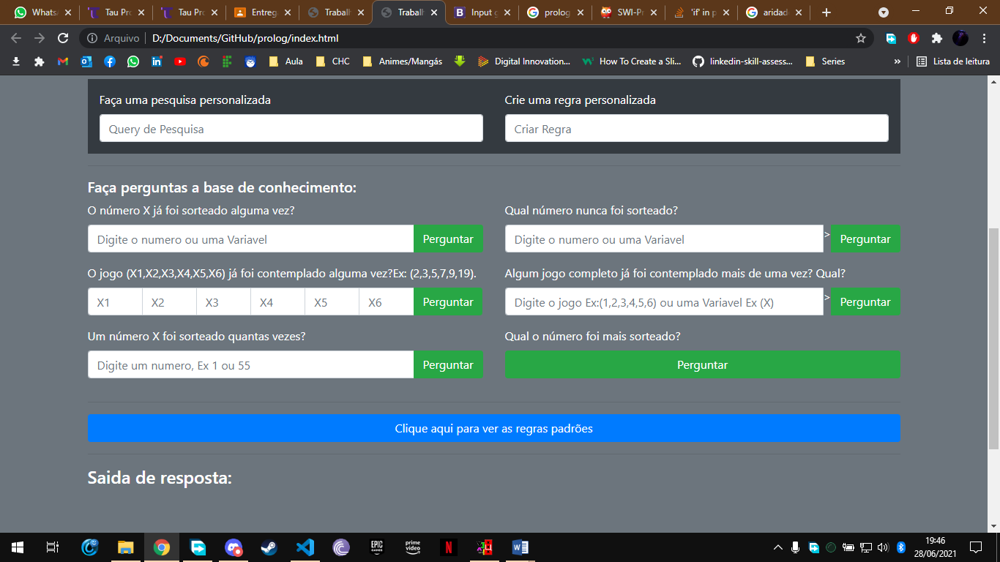 Whats
Tau Pro
Tau Pro
Entreg
Trabalh
Trabalh
Input g
prolog
SWI-Pr
'if' in p
aridad
Arquivo | D:/Documents/GitHub/prolog/index.html
Aula
CHC
Animes/Mangás
Digital Innovation...
How To Create a Sli...
linkedin-skill-assess...
Series
»
Lista de leitura
Faça uma pesquisa personalizada
Crie uma regra personalizada
Query de Pesquisa
Criar Regra
Faça perguntas a base de conhecimento:
O número X já foi sorteado alguma vez?
Qual número nunca foi sorteado?
Digite o numero ou uma Variavel
Perguntar
Digite o numero ou uma Variavel
>
Perguntar
O jogo (X1,X2,X3,X4,X5,X6) já foi contemplado alguma vez?Ex: (2,3,5,7,9,19).
Algum jogo completo já foi contemplado mais de uma vez? Qual?
X1
X2
X3
X4
X5
X6
Perguntar
Digite o jogo Ex:(1,2,3,4,5,6) ou uma Variavel Ex (X)
>
Perguntar
Um número X foi sorteado quantas vezes?
Qual o número foi mais sorteado?
Digite um numero, Ex 1 ou 55
Perguntar
Perguntar
Clique aqui para ver as regras padrões
Saida de resposta:
EPIC
GAMES
prime
video
N
19:46
28/06/2021